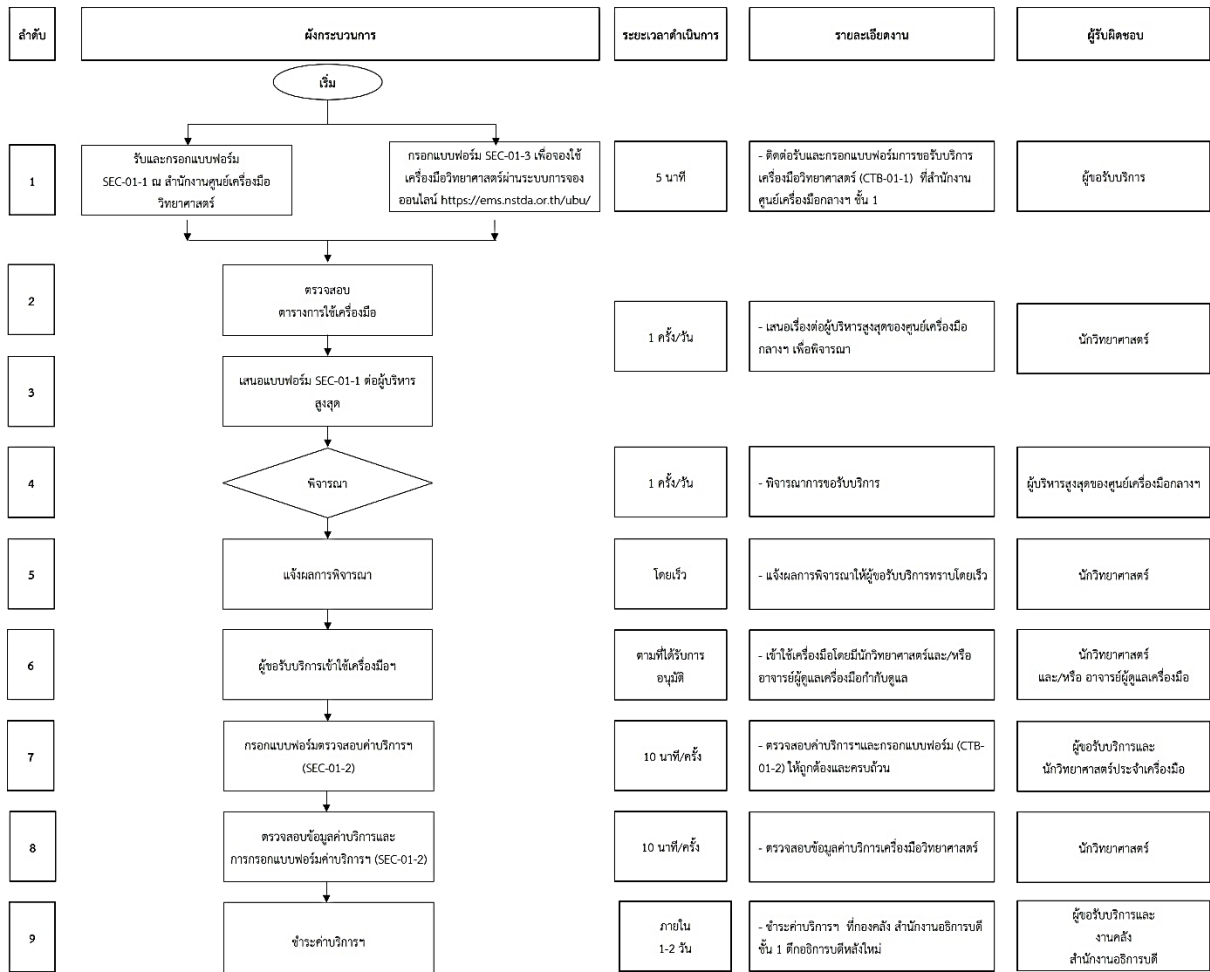 ลำดับ
ผังกระบวนการ
ระยะเวลาดำเนินการ
รายละเอียดงาน
ผู้รับผิดชอบ
เริ่ม
1
รับและกรอกแบบฟอร์ม
SEC-01-1 ณ สำนักงานศูนย์เครื่องมือ
วิทยาศาสตร์
กรอกแบบฟอร์ม SEC-01-3 เพื่อจองใช้
เครื่องมือวิทยาศาสตร์ผ่านระบบการจอง
ออนไลน์ https://ems.nstda.or.th/ubu/
5 นาที
- ติดต่อรับและกรอกแบบฟอร์มการขอรับบริการ
เครื่องมือวิทยาศาสตร์ (CTB-01-1) ที่สำนักงาน
ศูนย์เครื่องมือกลางฯ ชั้น 1
ผู้ขอรับบริการ
2
ตรวจสอบ
ตารางการใช้เครื่องมือ
1 ครั้ง/วัน
- เสนอเรื่องต่อผู้บริหารสูงสุดของศูนย์เครื่องมือ
กลางฯ เพื่อพิจารณา
นักวิทยาศาสตร์
3
เสนอแบบฟอร์ม SEC-01-1 ต่อผู้บริหาร
สูงสุด
4
พิจารณา
1 ครั้ง/วัน
- พิจารณาการขอรับบริการ
ผู้บริหารสูงสุดของศูนย์เครื่องมือกลางฯ
5
แจ้งผลการพิจารณา
โดยเร็ว
- แจ้งผลการพิจารณาให้ผู้ขอรับบริการทราบโดยเร็ว
นักวิทยาศาสตร์
6
ผู้ขอรับบริการเข้าใช้เครื่องมือฯ
ตามที่ได้รับการ
อนุมัติ
- เข้าใช้เครื่องมือโดยมีนักวิทยาศาสตร์และ/หรือ
อาจารย์ผู้ดูแลเครื่องมือกำกับดูแล
นักวิทยาศาสตร์
และ/หรือ อาจารย์ผู้ดูแลเครื่องมือ
7
กรอกแบบฟอร์มตรวจสอบค่าบริการฯ
(SEC-01-2)
10 นาที/ครั้ง
- ตรวจสอบค่าบริการฯและกรอกแบบฟอร์ม (CTB-
01-2) ให้ถูกต้องและครบถ้วน
ผู้ขอรับบริการและ
นักวิทยาศาสตร์ประจำเครื่องมือ
8
ตรวจสอบข้อมูลค่าบริการและ
การกรอกแบบฟอร์มค่าบริการฯ (SEC-01-2)
10 นาที/ครั้ง
- ตรวจสอบข้อมูลค่าบริการเครื่องมือวิทยาศาสตร์
นักวิทยาศาสตร์
9
ชำระค่าบริการฯ
ภายใน
1-2 วัน
- ชำระค่าบริการฯ ที่กองคลัง สำนักงานอธิการบดี
ชั้น 1 ตึกอธิการบดีหลังใหม่
ผู้ขอรับบริการและ
งานคลัง
สำนักงานอธิการบดี